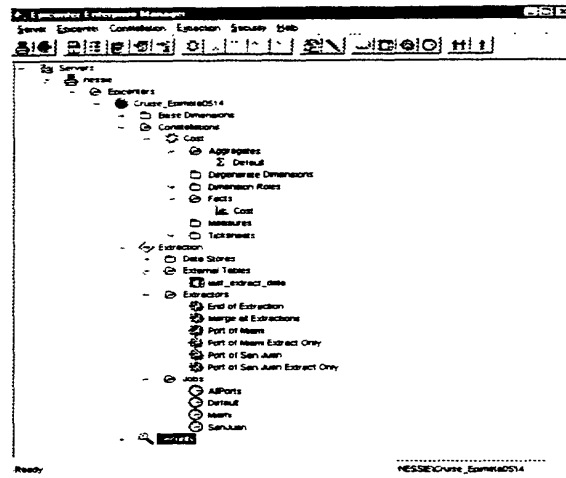 Epicenter Enterprise Manager
Server Epicenter Constellation Extraction Security Help
Servers
nessie
Epicenters
Cruise_Epimeta0514
Base Dimensions
Constellations
Cost
Aggregates
Default
Degenerate Dimensions
Dimension Roles
Facts
Cost
Measures
Ticksheets
Extraction
Data Stores
External Tables
last_extract_date
Extractors
End of Extraction
Merge all Extractions
Port of Miami
Port of Miami Extract Only
Port of San Juan
Port of San Juan Extract Only
Jobs
AllPorts
Default
Miami
SanJuan
Ready
NESSIE\Cruise_Epimeta0514